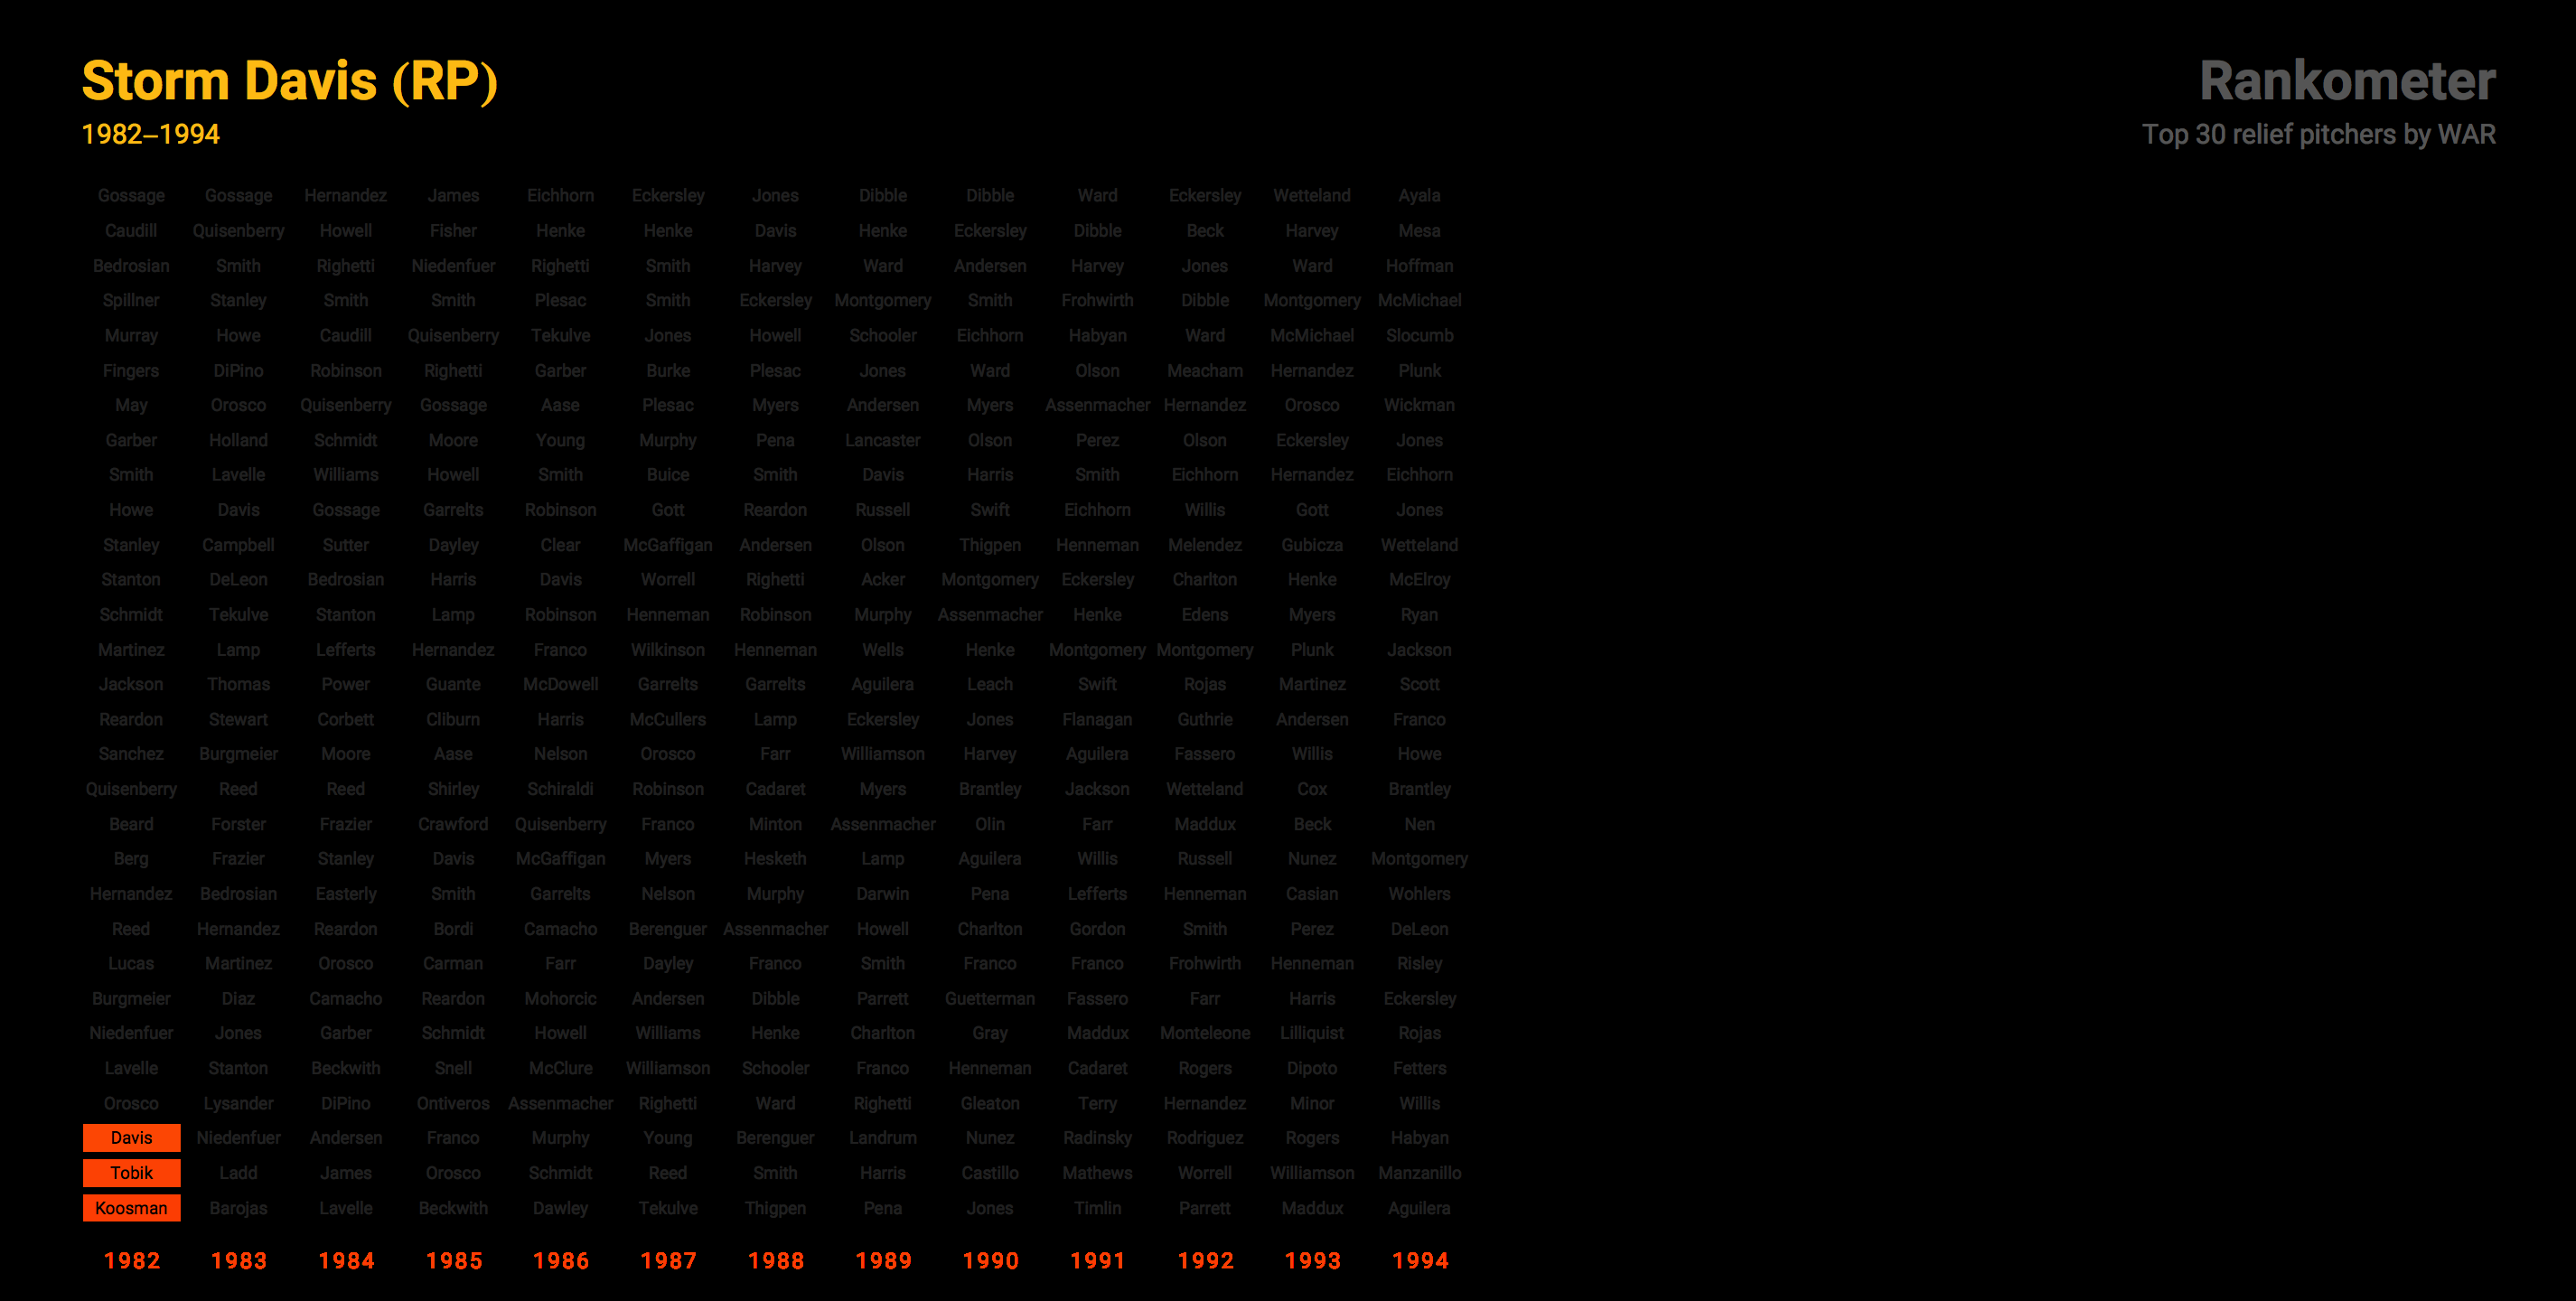 Storm Davis (RP)
1982–1994
Rankometer
Top 30 relief pitchers by WAR
Gossage Gossage Hernandez James Eichhorn Eckersley Jones Dibble Dibble Ward Eckersley Wetteland Ayala
Caudill Quisenberry Howell Fisher Henke Henke Davis Henke Eckersley Dibble Beck Harvey Mesa
Bedrosian Smith Righetti Niedenfuer Righetti Smith Harvey Ward Andersen Harvey Jones Ward Hoffman
Spillner Stanley Smith Smith Plesac Smith Eckersley Montgomery Smith Frohwirth Dibble Montgomery McMichael
Murray Howe Caudill Quisenberry Tekulve Jones Howell Schooler Eichhorn Habyan Ward McMichael Slocumb
Fingers DiPino Robinson Righetti Garber Burke Plesac Jones Ward Olson Meacham Hernandez Plunk
May Orosco Quisenberry Gossage Aase Plesac Myers Andersen Myers Assenmacher Hernandez Orosco Wickman
Garber Holland Schmidt Moore Young Murphy Pena Lancaster Olson Perez Olson Eckersley Jones
Smith Lavelle Williams Howell Smith Buice Smith Davis Harris Smith Eichhorn Hernandez Eichhorn
Howe Davis Gossage Garrelts Robinson Gott Reardon Russell Swift Eichhorn Willis Gott Jones
Stanley Campbell Sutter Dayley Clear McGaffigan Andersen Olson Thigpen Henneman Melendez Gubicza Wetteland
Stanton DeLeon Bedrosian Harris Davis Worrell Righetti Acker Montgomery Eckersley Charlton Henke McElroy
Schmidt Tekulve Stanton Lamp Robinson Henneman Robinson Murphy Assenmacher Henke Edens Myers Ryan
Martinez Lamp Lefferts Hernandez Franco Wilkinson Henneman Wells Henke Montgomery Montgomery Plunk Jackson
Jackson Thomas Power Guante McDowell Garrelts Garrelts Aguilera Leach Swift Rojas Martinez Scott
Reardon Stewart Corbett Cliburn Harris McCullers Lamp Eckersley Jones Flanagan Guthrie Andersen Franco
Sanchez Burgmeier Moore Aase Nelson Orosco Farr Williamson Harvey Aguilera Fassero Willis Howe
Quisenberry Reed Reed Shirley Schiraldi Robinson Cadaret Myers Brantley Jackson Wetteland Cox Brantley
Beard Forster Frazier Crawford Quisenberry Franco Minton Assenmacher Olin Farr Maddux Beck Nen
Berg Frazier Stanley Davis McGaffigan Myers Hesketh Lamp Aguilera Willis Russell Nunez Montgomery
Hernandez Bedrosian Easterly Smith Garrelts Nelson Murphy Darwin Pena Lefferts Henneman Casian Wohlers
Reed Hernandez Reardon Bordi Camacho Berenguer Assenmacher Howell Charlton Gordon Smith Perez DeLeon
Lucas Martinez Orosco Carman Farr Dayley Franco Smith Franco Franco Frohwirth Henneman Risley
Burgmeier Diaz Camacho Reardon Mohorcic Andersen Dibble Parrett Guetterman Fassero Farr Harris Eckersley
Niedenfuer Jones Garber Schmidt Howell Williams Henke Charlton Gray Maddux Monteleone Lilliquist Rojas
Lavelle Stanton Beckwith Snell McClure Williamson Schooler Franco Henneman Cadaret Rogers Dipoto Fetters
Orosco Lysander DiPino Ontiveros Assenmacher Righetti Ward Righetti Gleaton Terry Hernandez Minor Willis
Davis Niedenfuer Andersen Franco Murphy Young Berenguer Landrum Nunez Radinsky Rodriguez Rogers Habyan
Tobik Ladd James Orosco Schmidt Reed Smith Harris Castillo Mathews Worrell Williamson Manzanillo
Koosman Barojas Lavelle Beckwith Dawley Tekulve Thigpen Pena Jones Timlin Parrett Maddux Aguilera
1982 1983 1984 1985 1986 1987 1988 1989 1990 1991 1992 1993 1994